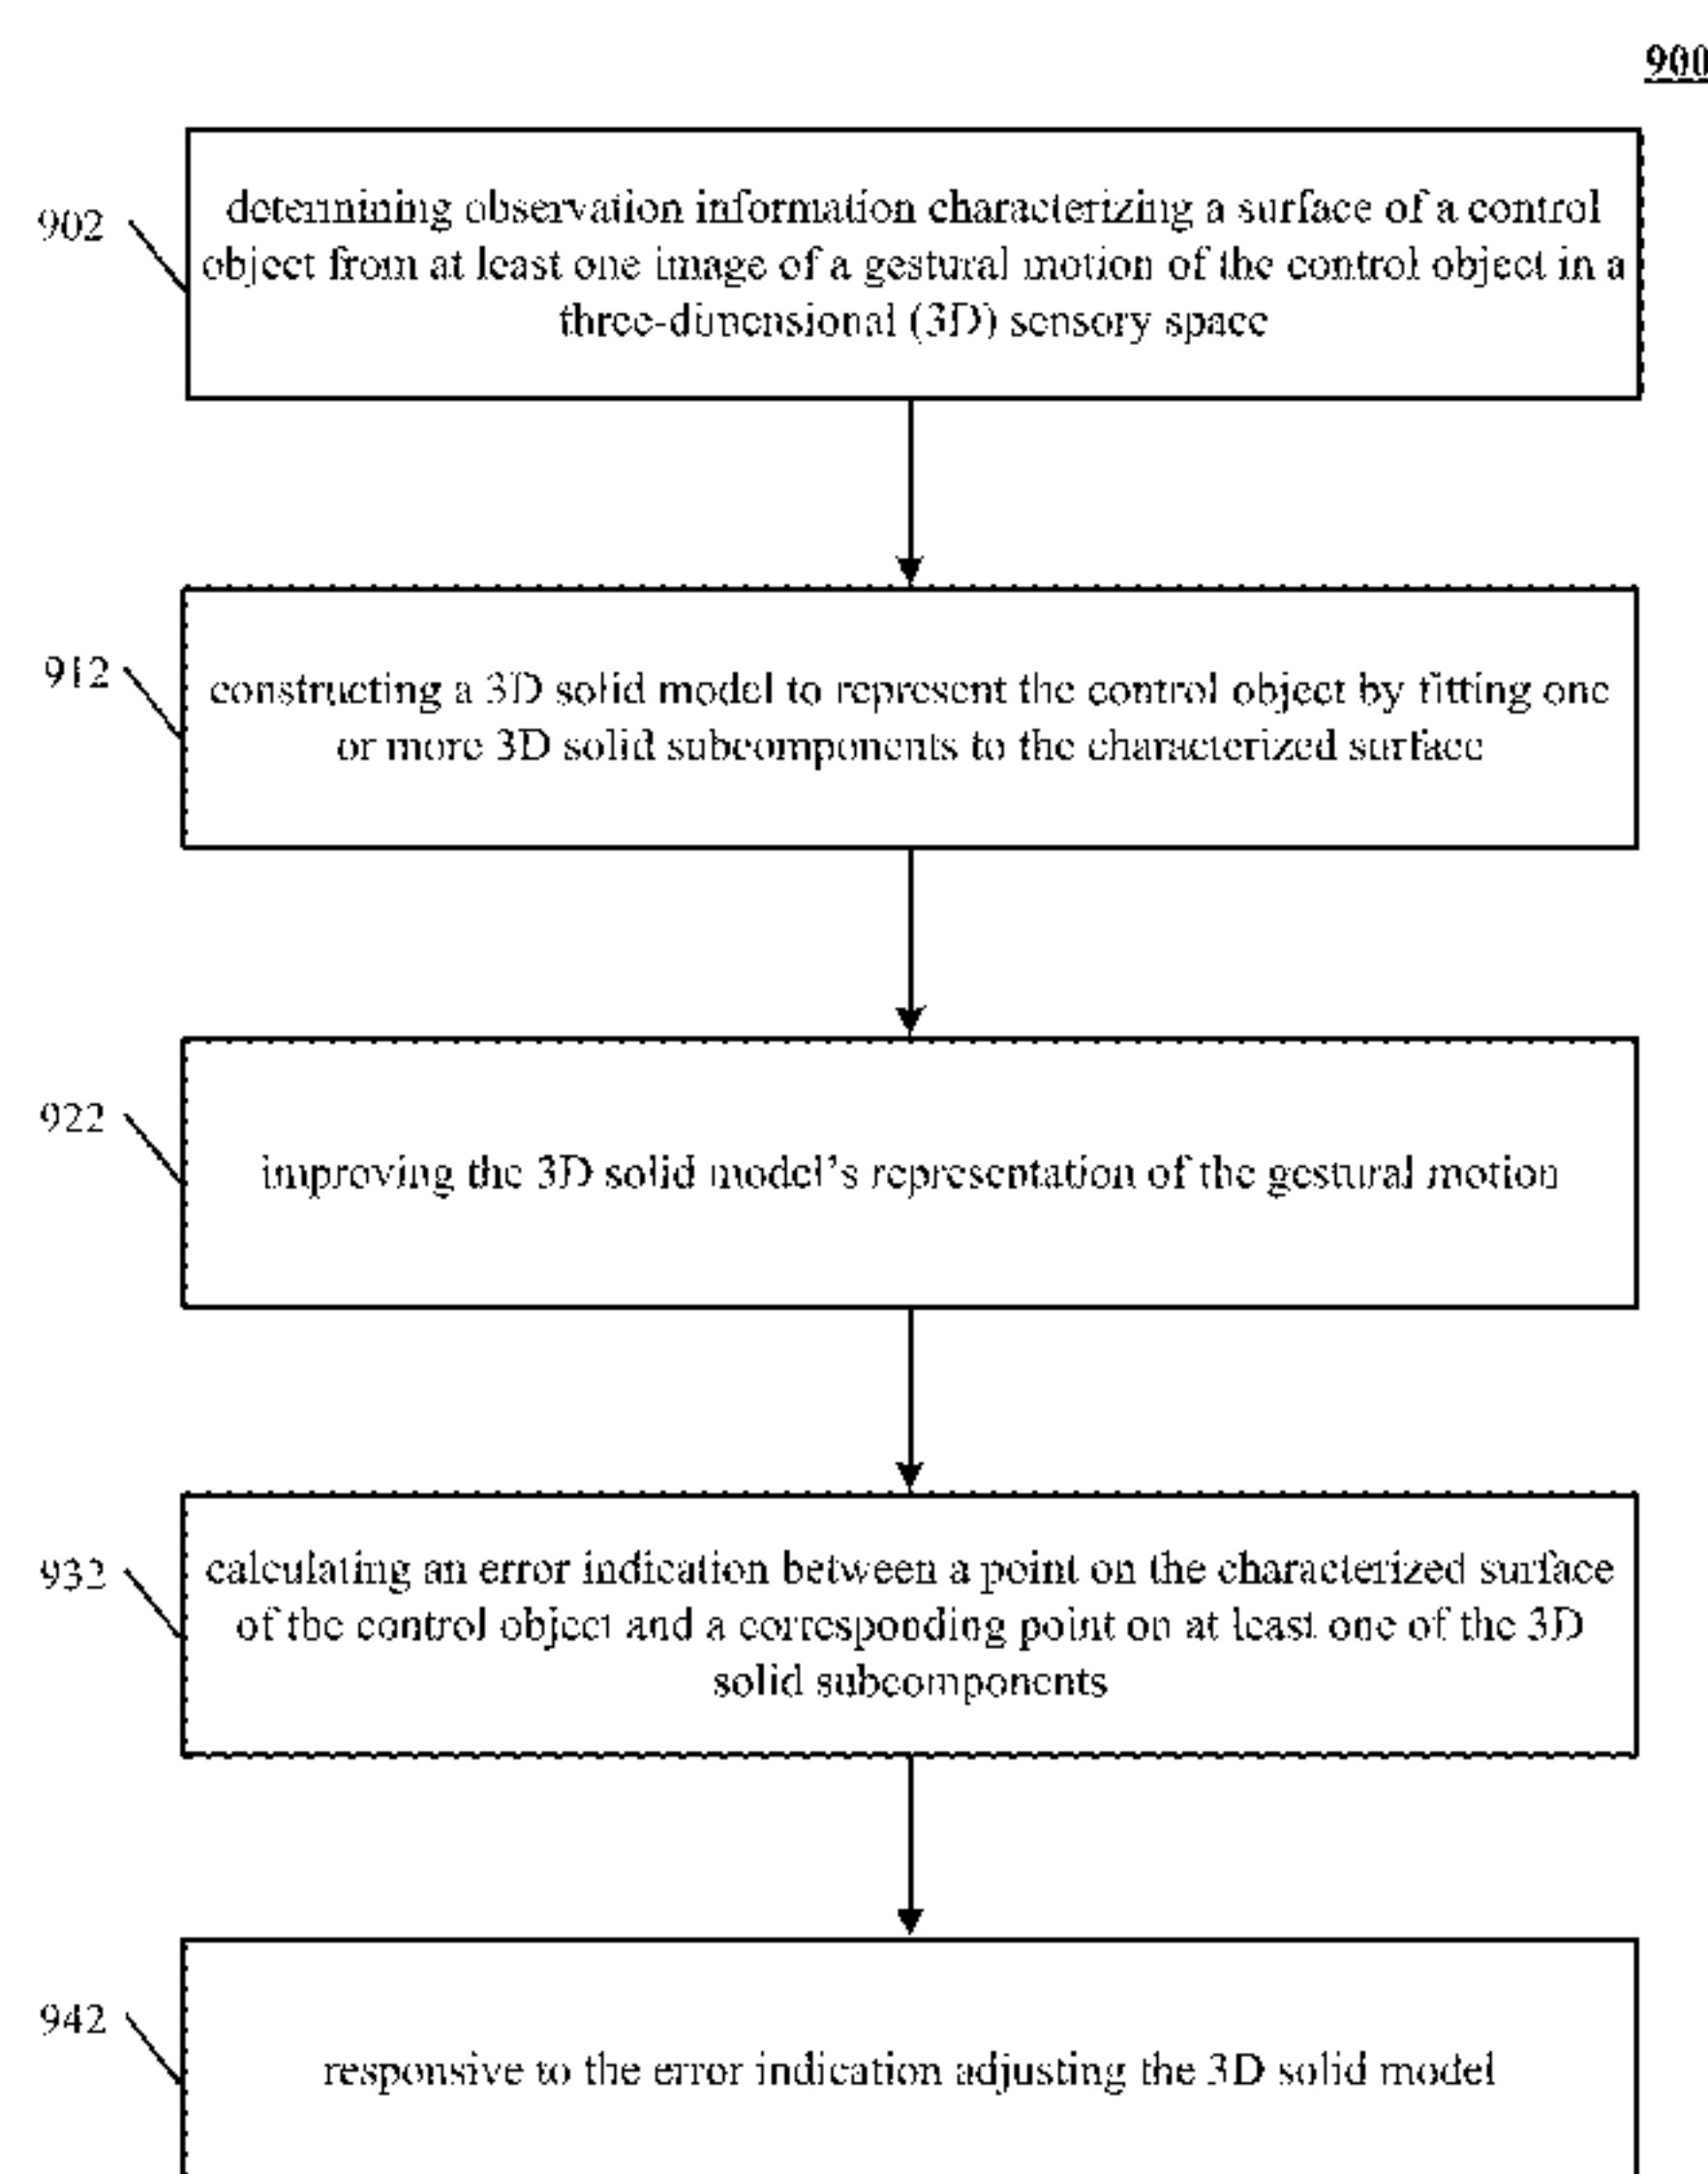 900
902
determining observation information characterizing a surface of a control
object from at least one image of a gestural motion of the control object in a
three-dimensional (3D) sensory space
912
constructing a 3D solid model to represent the control object by fitting one
or more 3D solid subcomponents to the characterized surface
922
improving the 3D solid model's representation of the gestural motion
932
calculating an error indication between a point on the characterized surface
of the control object and a corresponding point on at least one of the 3D
solid subcomponents
942
responsive to the error indication adjusting the 3D solid model